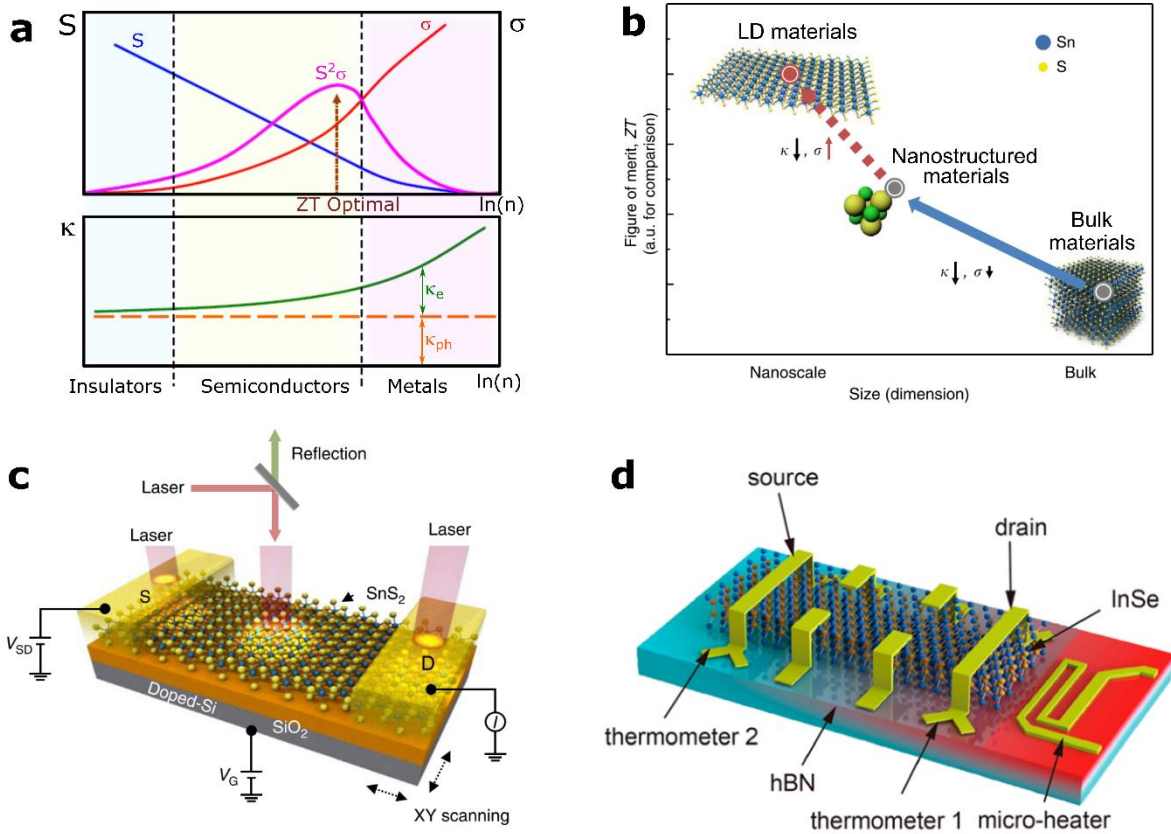 a
S
σ
S
σ
S²σ
ZT Optimal
ln(n)
κ
κe
κph
Insulators
Semiconductors
Metals
ln(n)
b
LD materials
Sn
S
κ↓, σ↑
Nanostructured
materials
Bulk
materials
κ↓, σ↓
Figure of merit, ZT
(a.u. for comparison)
Nanoscale
Bulk
Size (dimension)
c
Reflection
Laser
Laser
Laser
S
SnS₂
D
VSD
Doped-Si
SiO₂
I
VG
XY scanning
d
source
drain
InSe
thermometer 2
hBN
thermometer 1
micro-heater